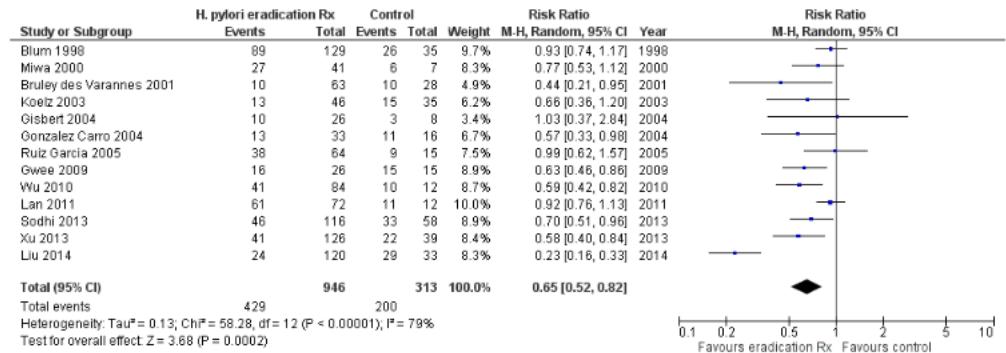 H. pylori eradication Rx Control Risk Ratio Risk Ratio
Study or Subgroup Events Total Events Total Weight M-H, Random, 95% CI Year M-H, Random, 95% CI
Blum 1998 89 129 26 35 9.7% 0.93 [0.74, 1.17] 1998
Miwa 2000 27 41 6 7 8.3% 0.77 [0.53, 1.12] 2000
Bruley des Varannes 2001 10 63 10 28 4.9% 0.44 [0.21, 0.95] 2001
Koelz 2003 13 46 15 35 6.3% 0.66 [0.36, 1.20] 2003
Gisbert 2004 10 26 3 8 4.0% 1.03 [0.37, 2.84] 2004
Gonzalez Carro 2004 13 33 11 16 6.7% 0.57 [0.33, 0.98] 2004
Ruiz Garcia 2005 38 64 9 15 7.5% 0.99 [0.62, 1.57] 2005
Gwee 2009 16 26 15 15 8.9% 0.63 [0.46, 0.86] 2009
Wu 2010 41 84 10 12 8.7% 0.59 [0.42, 0.82] 2010
Lan 2011 61 72 11 12 10.0% 0.92 [0.76, 1.13] 2011
Sodhi 2013 46 116 33 58 8.9% 0.70 [0.51, 0.96] 2013
Xu 2013 41 126 22 39 8.4% 0.58 [0.40, 0.84] 2013
Liu 2014 24 120 29 33 8.3% 0.23 [0.16, 0.33] 2014
Total (95% CI) 946 313 100.0% 0.65 [0.52, 0.82]
Total events 429 200
Heterogeneity: Tau² = 0.13; Chi² = 58.28, df = 12 (P < 0.00001); I² = 79%
Test for overall effect: Z = 3.68 (P = 0.0002)
0.1 0.2 0.5 1 2 5 10
Favours eradication Rx Favours control